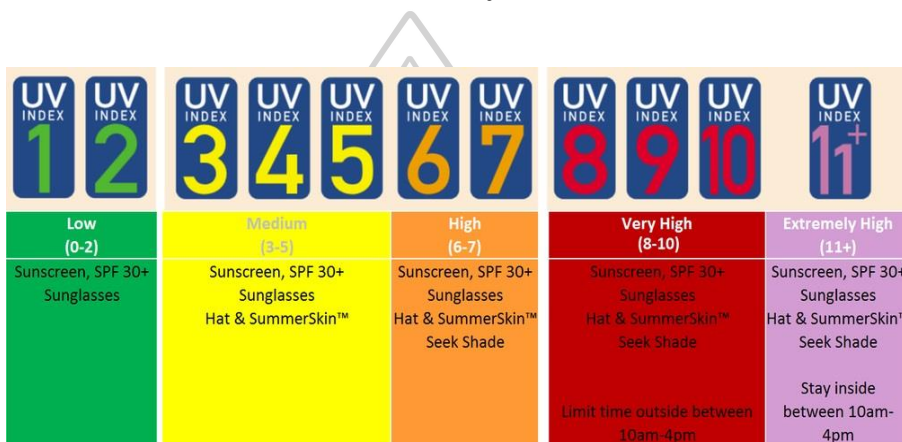 UV INDEX 1
UV INDEX 2
UV INDEX 3
UV INDEX 4
UV INDEX 5
UV INDEX 6
UV INDEX 7
UV INDEX 8
UV INDEX 9
UV INDEX 10
UV INDEX 11+
Low
(0-2)
Sunscreen, SPF 30+
Sunglasses
Medium
(3-5)
Sunscreen, SPF 30+
Sunglasses
Hat & SummerSkin™
High
(6-7)
Sunscreen, SPF 30+
Sunglasses
Hat & SummerSkin™
Seek Shade
Very High
(8-10)
Sunscreen, SPF 30+
Sunglasses
Hat & SummerSkin™
Seek Shade
Limit time outside between
10am-4pm
Extremely High
(11+)
Sunscreen, SPF 30+
Sunglasses
Hat & SummerSkin™
Seek Shade
Stay inside
between 10am-
4pm